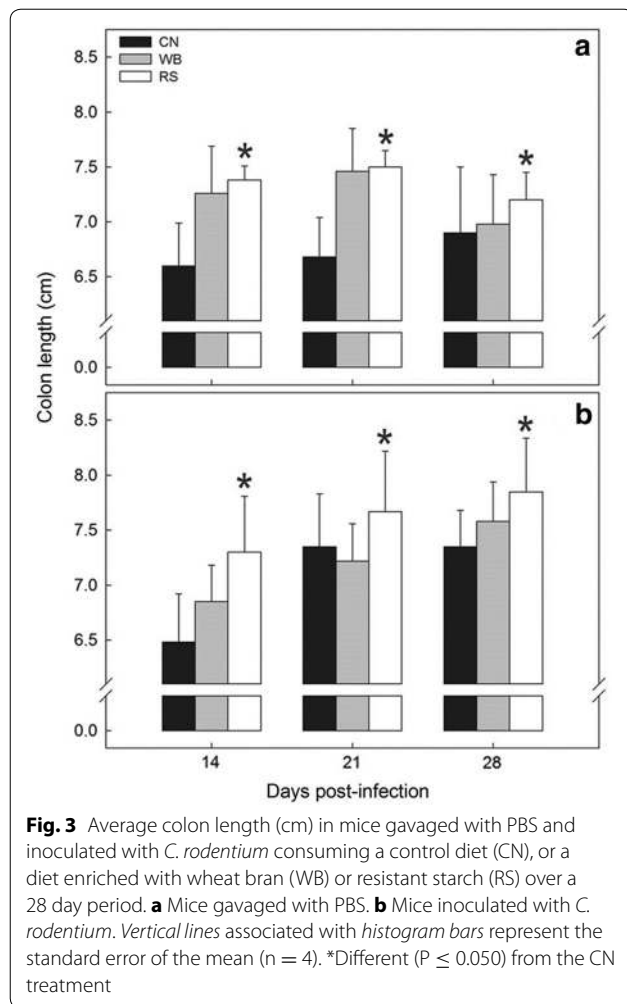 CN
WB
RS
a
8.5
8.0
7.5
7.0
6.5
0.0
* * *
b
8.5
8.0
7.5
7.0
6.5
0.0
* * *
Colon length (cm)
14 21 28
Days post-infection
Fig. 3 Average colon length (cm) in mice gavaged with PBS and
inoculated with C. rodentium consuming a control diet (CN), or a
diet enriched with wheat bran (WB) or resistant starch (RS) over a
28 day period. a Mice gavaged with PBS. b Mice inoculated with C.
rodentium. Vertical lines associated with histogram bars represent the
standard error of the mean (n = 4). *Different (P ≤ 0.050) from the CN
treatment